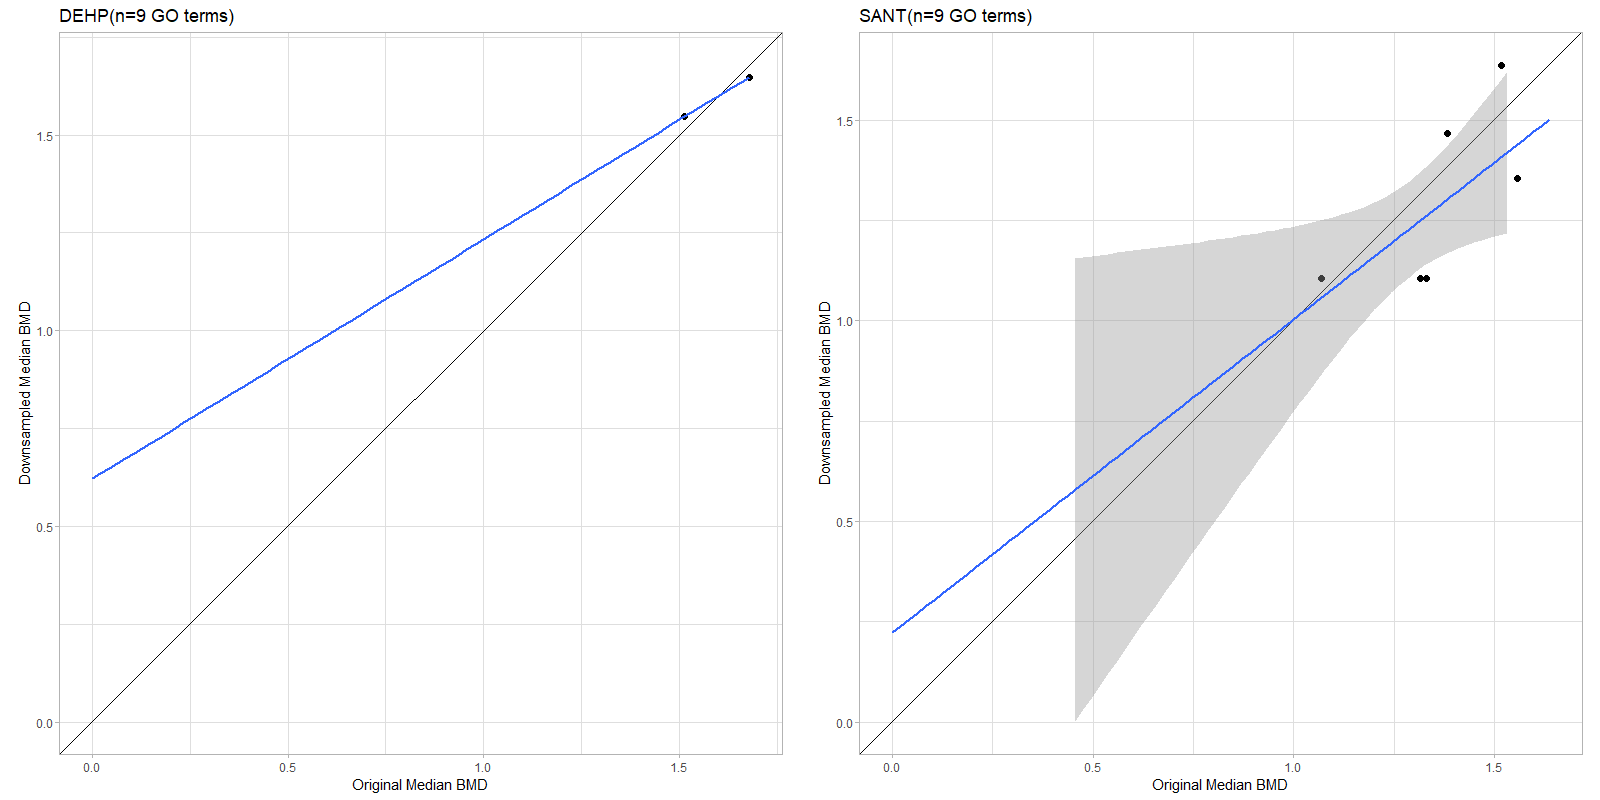 DEHP(n=9 GO terms)
Downsampled Median BMD
1.5
1.0
0.5
0.0
0.0 0.5 1.0 1.5
Original Median BMD
SANT(n=9 GO terms)
Downsampled Median BMD
1.5
1.0
0.5
0.0
0.0 0.5 1.0 1.5
Original Median BMD